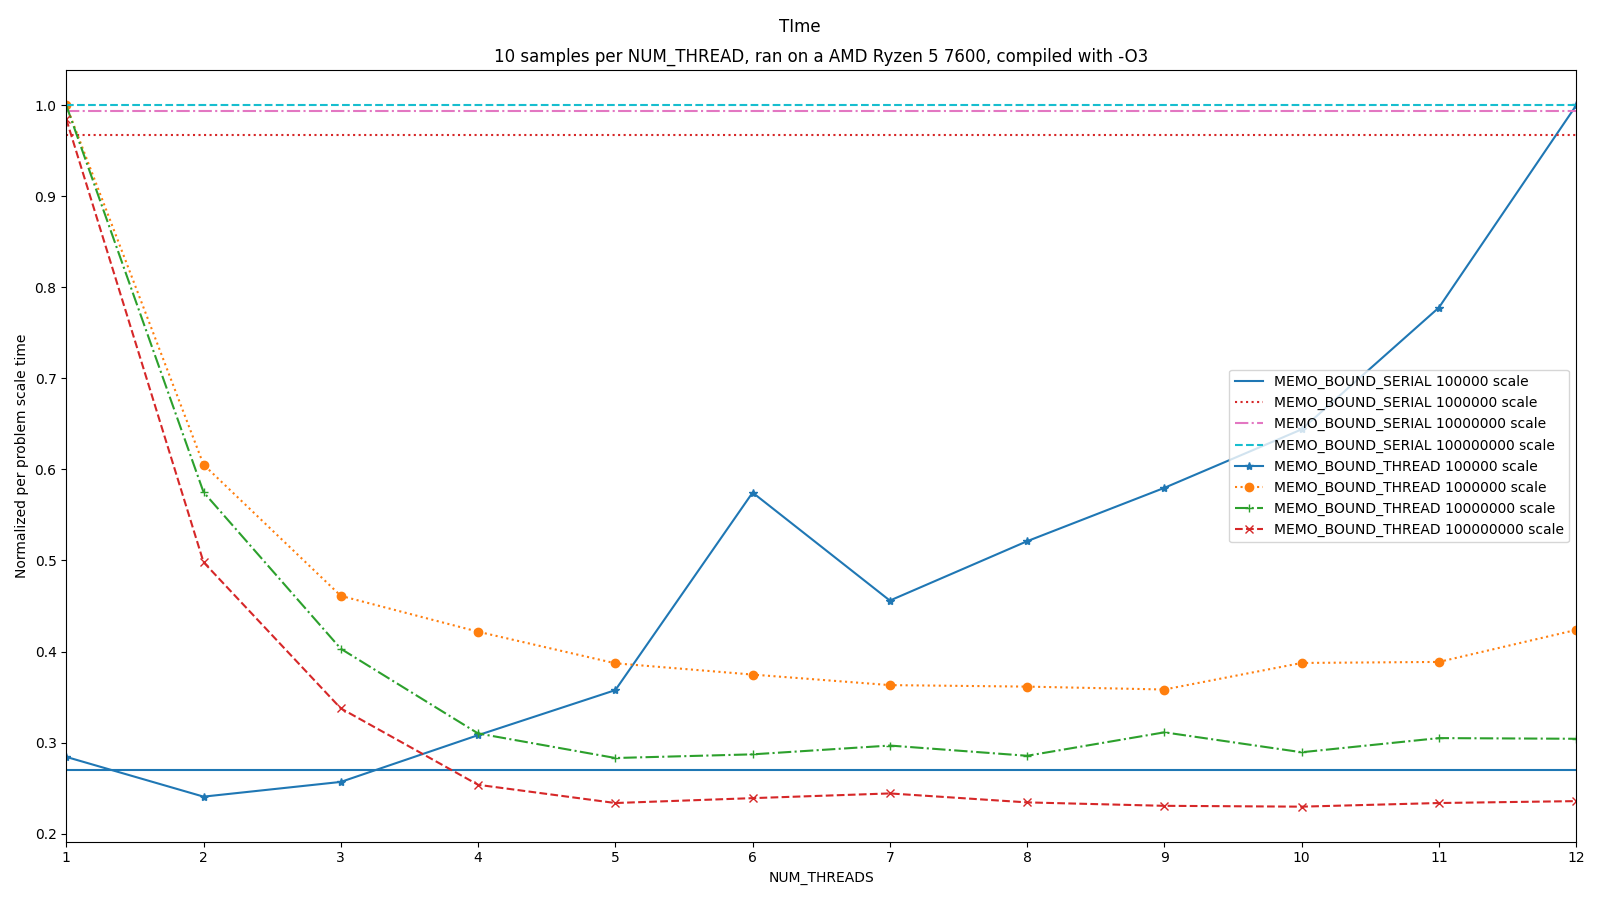 TIme
10 samples per NUM_THREAD, ran on a AMD Ryzen 5 7600, compiled with -O3
Normalized per problem scale time
1.0
0.9
0.8
0.7
0.6
0.5
0.4
0.3
0.2
MEMO_BOUND_SERIAL 100000 scale
MEMO_BOUND_SERIAL 1000000 scale
MEMO_BOUND_SERIAL 10000000 scale
MEMO_BOUND_SERIAL 100000000 scale
MEMO_BOUND_THREAD 100000 scale
MEMO_BOUND_THREAD 1000000 scale
MEMO_BOUND_THREAD 10000000 scale
MEMO_BOUND_THREAD 100000000 scale
1 2 3 4 5 6 7 8 9 10 11 12
NUM_THREADS